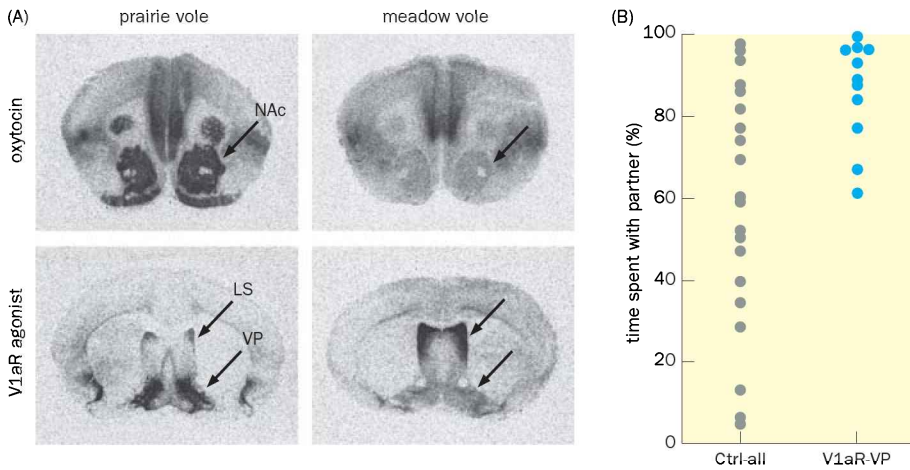 (A)
prairie vole
meadow vole
oxytocin
NAc
V1aR agonist
LS
VP
(B)
time spent with partner (%)
100
80
60
40
20
0
Ctrl-all
V1aR-VP